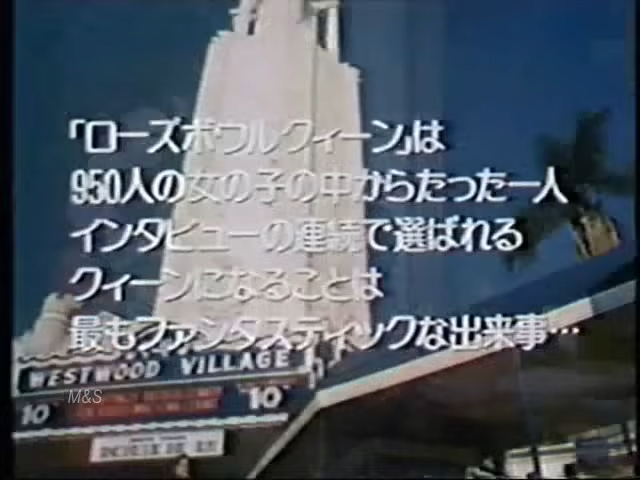 「ローズボウルクィーン」は
950人の女の子の中からたった一人
インタビューの連続で選ばれる
クィーンになることは
最もファンタスティックな出来事…
WESTWOOD VILLAGE
M&S
10 10